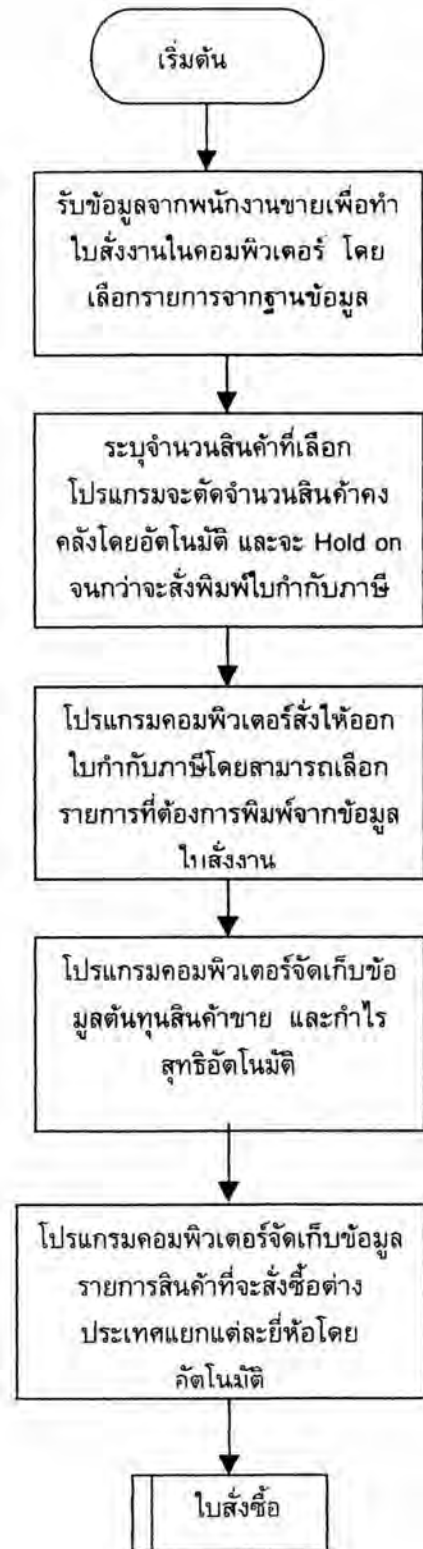 เริ่มต้น
รับข้อมูลจากพนักงานขายเพื่อทำ
ใบสั่งงานในคอมพิวเตอร์ โดย
เลือกรายการจากฐานข้อมูล
ระบุจำนวนสินค้าที่เลือก
โปรแกรมจะตัดจำนวนสินค้าคง
คลังโดยอัตโนมัติ และจะ Hold on
จนกว่าจะสั่งพิมพ์ใบกำกับภาษี
โปรแกรมคอมพิวเตอร์สั่งให้ออก
ใบกำกับภาษีโดยสามารถเลือก
รายการที่ต้องการพิมพ์จากข้อมูล
ใบสั่งงาน
โปรแกรมคอมพิวเตอร์จัดเก็บข้อ
มูลต้นทุนสินค้าขาย และกำไร
สุทธิอัตโนมัติ
โปรแกรมคอมพิวเตอร์จัดเก็บข้อมูล
รายการสินค้าที่จะสั่งซื้อต่าง
ประเทศแยกแต่ละยี่ห้อโดย
อัตโนมัติ
ใบสั่งซื้อ